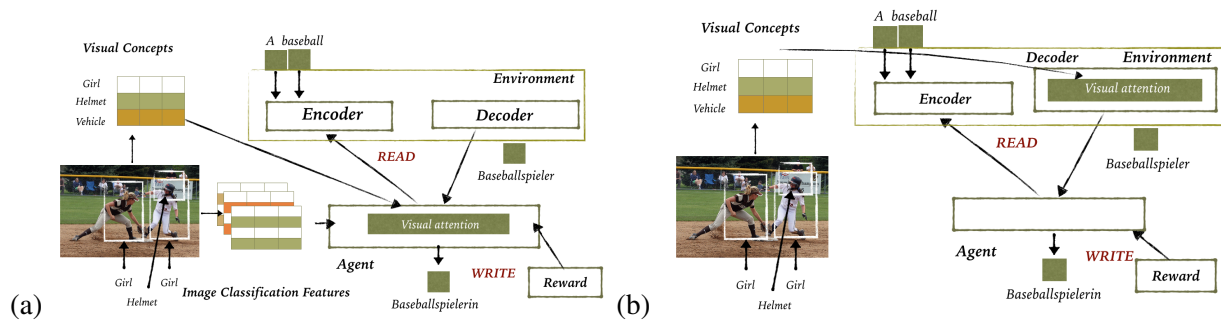 Visual Concepts
A baseball
Girl
Helmet
Vehicle
Environment
Encoder
Decoder
READ
Baseballspieler
Visual attention
Agent
WRITE
Reward
Baseballspielerin
Girl
Girl
Helmet
Image Classification Features
(a)
Visual Concepts
A baseball
Girl
Helmet
Vehicle
Decoder
Environment
Visual attention
Encoder
READ
Baseballspieler
Agent
WRITE
Reward
Baseballspielerin
Girl
Girl
Helmet
(b)